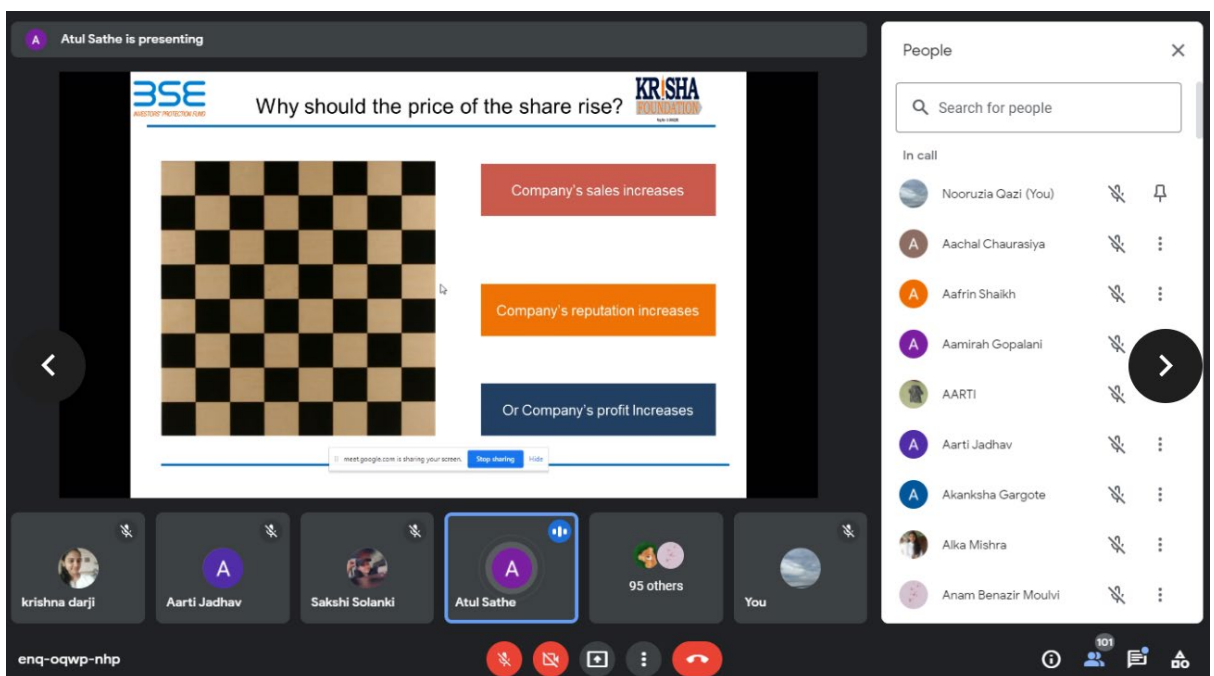 A Atul Sathe is presenting
BSE
INVESTORS' PROTECTION FUND
Why should the price of the share rise?
KRISHA
FOUNDATION
Company's sales increases
Company's reputation increases
Or Company's profit Increases
meet.google.com is sharing your screen. Stop sharing Hide
krishna darji
A
Aarti Jadhav
Sakshi Solanki
A
Atul Sathe
95 others
You
enq-oqwp-nhp
People
Search for people
In call
Nooruzia Qazi (You)
A Aachal Chaurasiya
A Aafrin Shaikh
A Aamirah Gopalani
AARTI
A Aarti Jadhav
A Akanksha Gargote
Alka Mishra
Anam Benazir Moulvi
101